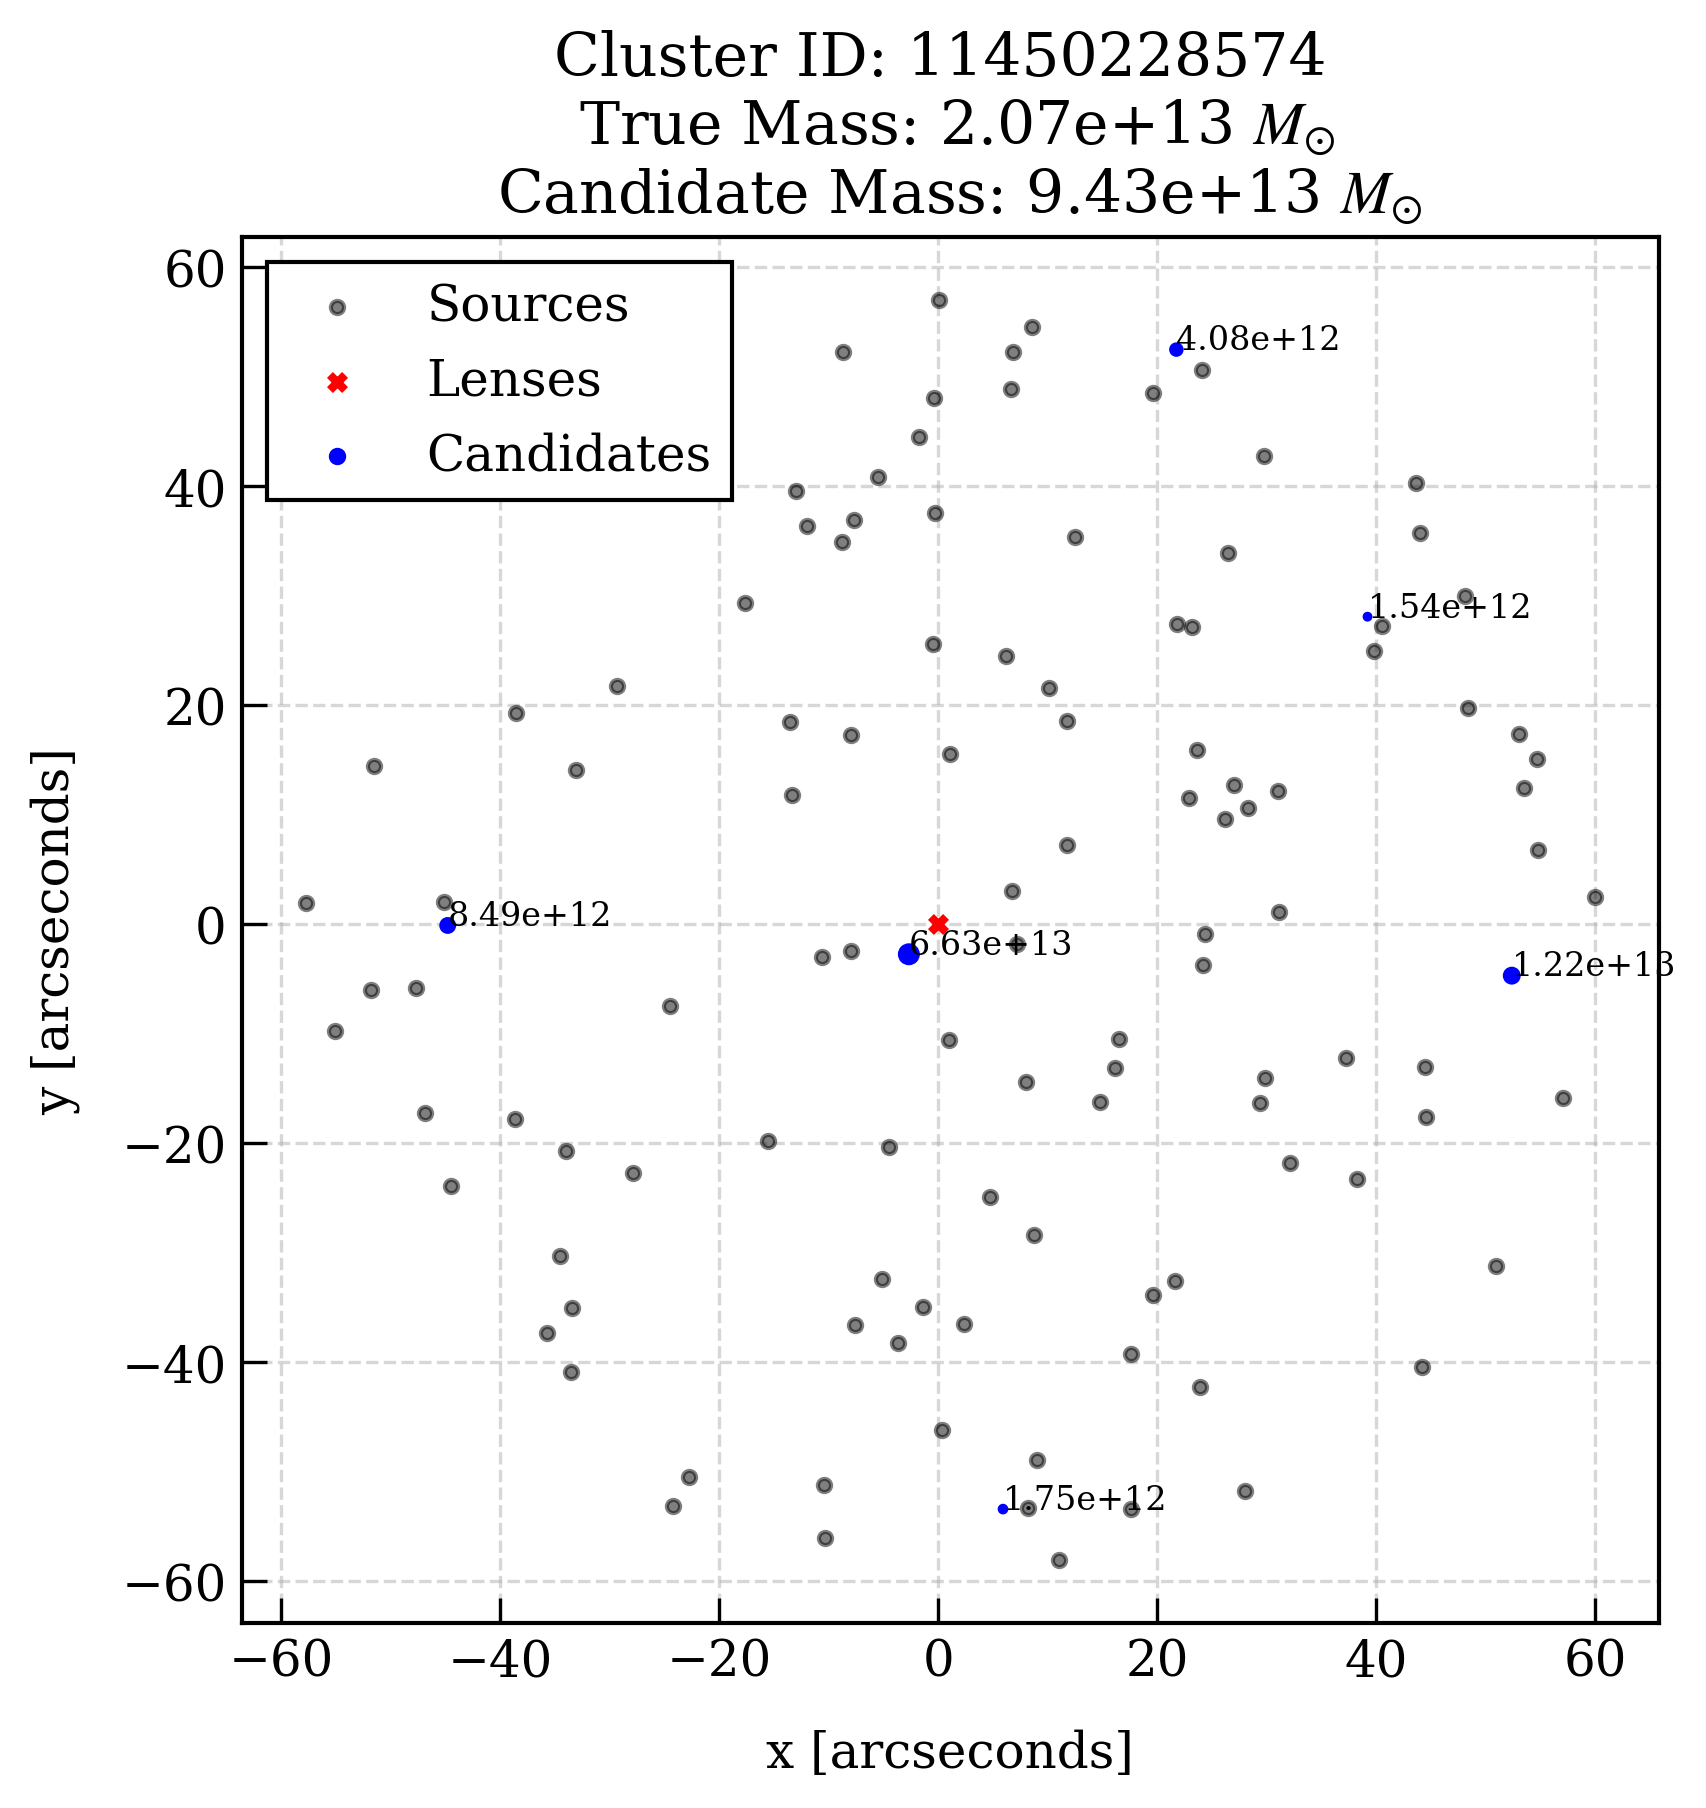 Cluster ID: 11450228574
True Mass: 2.07e+13 M⊙
Candidate Mass: 9.43e+13 M⊙
Sources
Lenses
Candidates
60
40
20
0
−20
−40
−60
y [arcseconds]
4.08e+12
1.54e+12
8.49e+12
6.63e+13
1.22e+13
1.75e+12
−60
−40
−20
0
20
40
60
x [arcseconds]